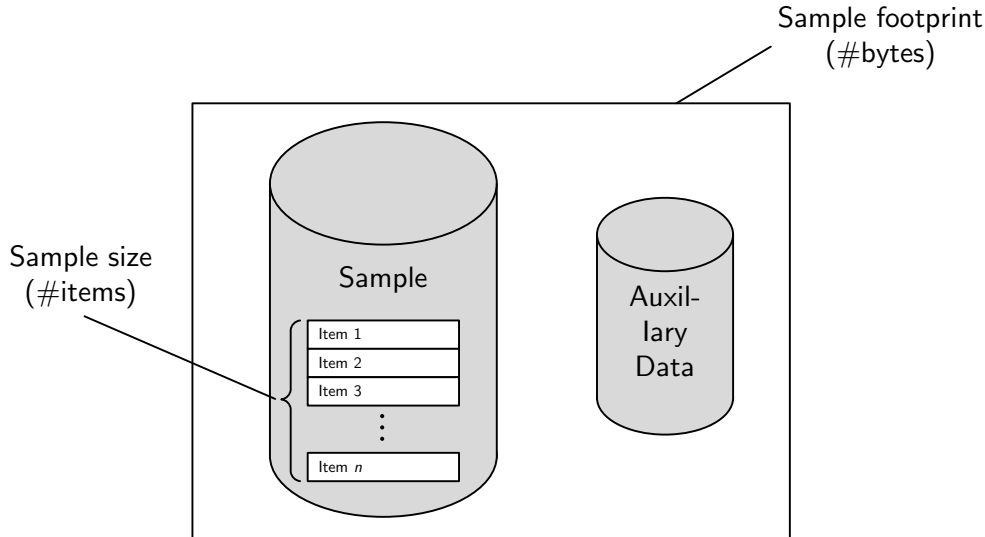 Sample footprint
(#bytes)
Sample size
(#items)
Sample
Item 1
Item 2
Item 3
Item n
Auxil-
lary
Data